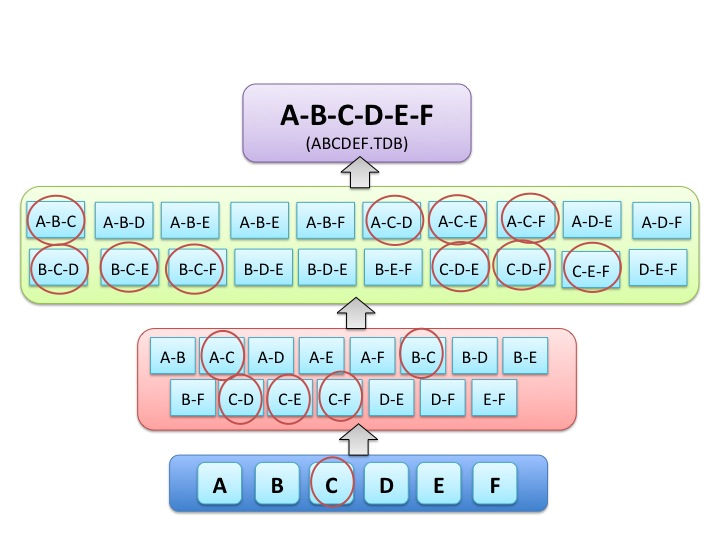 A-B-C-D-E-F
(ABCDEF.TDB)
A-B-C A-B-D A-B-E A-B-E A-B-F A-C-D A-C-E A-C-F A-D-E A-D-F
B-C-D B-C-E B-C-F B-D-E B-D-E B-E-F C-D-E C-D-F C-E-F D-E-F
A-B A-C A-D A-E A-F B-C B-D B-E
B-F C-D C-E C-F D-E D-F E-F
A B C D E F